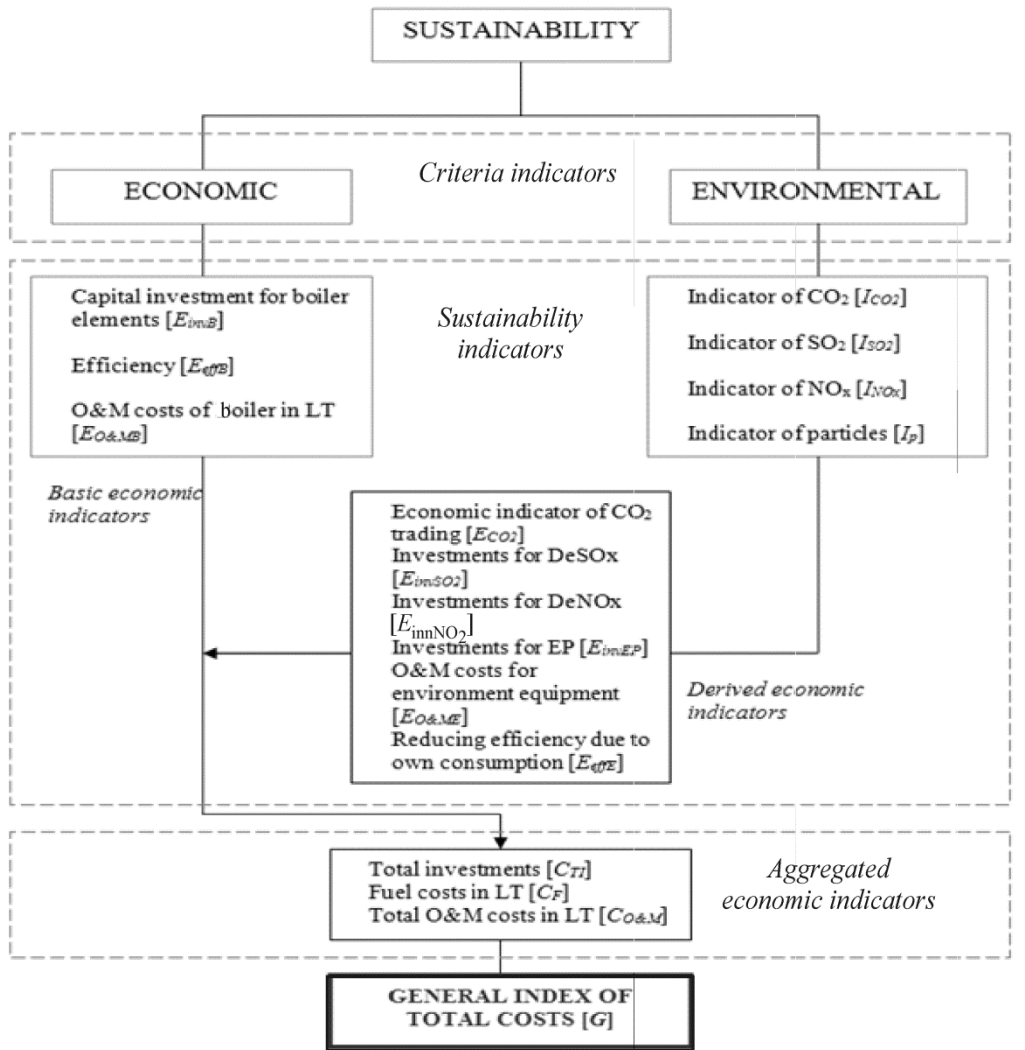 SUSTAINABILITY
Criteria indicators
ECONOMIC
ENVIRONMENTAL
Capital investment for boiler
elements [EinvB]
Efficiency [EeffB]
O&M costs of boiler in LT
[EO&MB]
Sustainability
indicators
Indicator of CO2 [ICO2]
Indicator of SO2 [ISO2]
Indicator of NOx [INOx]
Indicator of particles [Ip]
Basic economic
indicators
Economic indicator of CO2
trading [ECO2]
Investments for DeSOx
[EinvSO2]
Investments for DeNOx
[EinnNO2]
Investments for EP [EinvEP]
O&M costs for
environment equipment
[EO&ME]
Reducing efficiency due to
own consumption [EeffE]
Derived economic
indicators
Total investments [CTI]
Fuel costs in LT [CF]
Total O&M costs in LT [CO&M]
Aggregated
economic indicators
GENERAL INDEX OF
TOTAL COSTS [G]